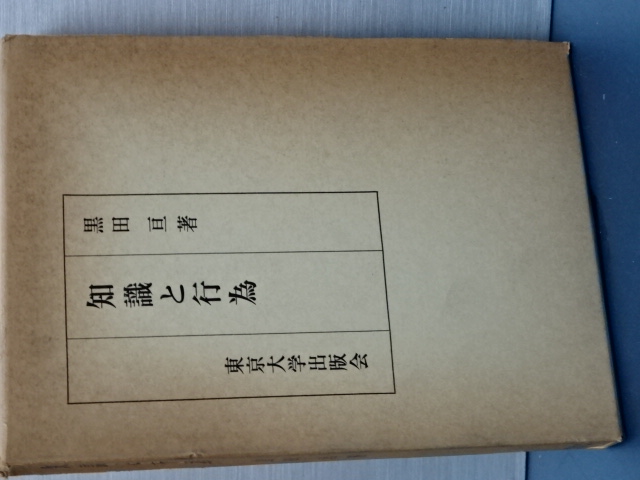 黒田亘著
知識と行為
東京大学出版会